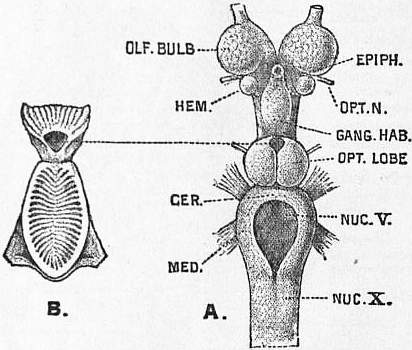 OLF. BULB
EPIPH.
HEM.
OPT. N.
GANG. HAB.
OPT. LOBE
CER.
NUC. V.
MED.
NUC. X.
B.
A.